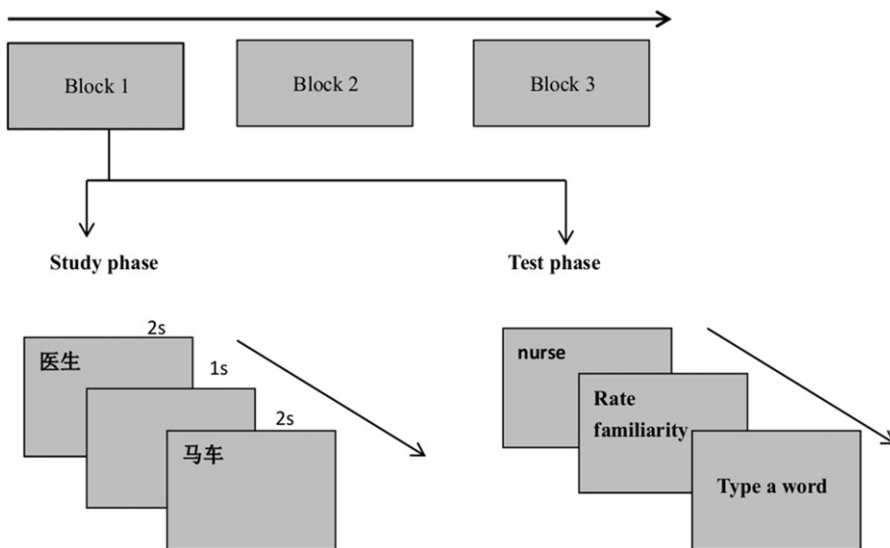 Block 1
Block 2
Block 3
Study phase
Test phase
2s
医生
1s
2s
马车
nurse
Rate
familiarity
Type a word